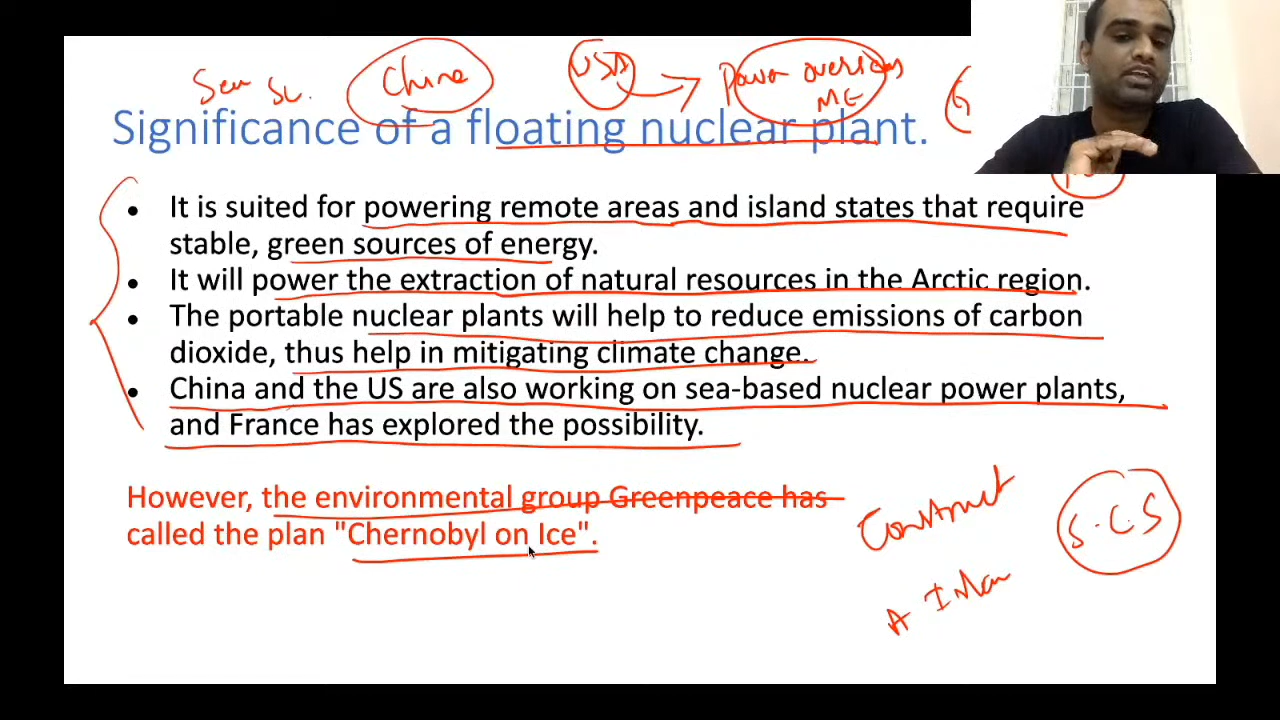 China USA Power overseas
ME
Significance of a floating nuclear plant.
• It is suited for powering remote areas and island states that require
stable, green sources of energy.
• It will power the extraction of natural resources in the Arctic region.
• The portable nuclear plants will help to reduce emissions of carbon
dioxide, thus help in mitigating climate change.
• China and the US are also working on sea-based nuclear power plants,
and France has explored the possibility.
However, the environmental group Greenpeace has
called the plan "Chernobyl on Ice".
Construct S.C.S
A